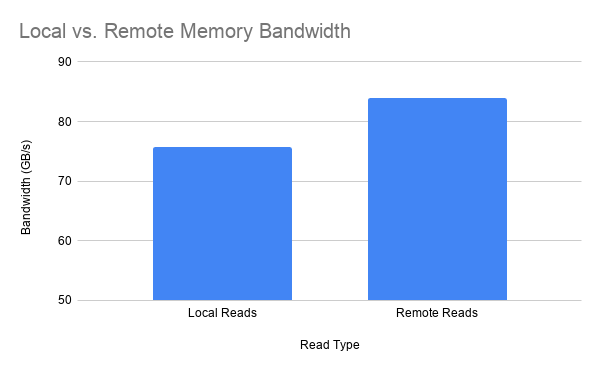 Local vs. Remote Memory Bandwidth
Bandwidth (GB/s)
90
80
70
60
50
Local Reads
Remote Reads
Read Type